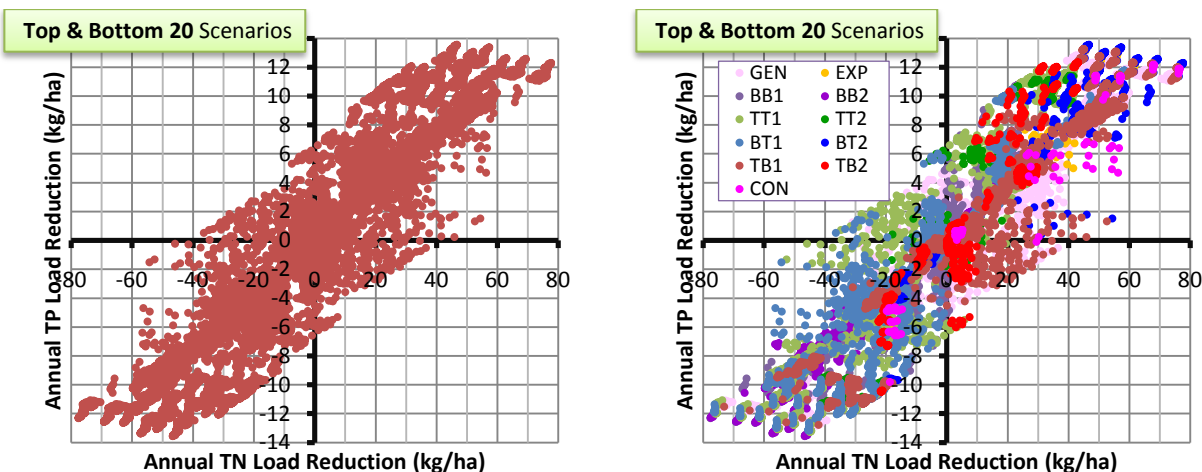 Top & Bottom 20 Scenarios
Annual TP Load Reduction (kg/ha)
12
10
8
6
4
2
0
-2
-4
-6
-8
-10
-12
-14
-80 -60 -40 -20 0 20 40 60 80
Annual TN Load Reduction (kg/ha)
Top & Bottom 20 Scenarios
GEN EXP
BB1 BB2
TT1 TT2
BT1 BT2
TB1 TB2
CON
Annual TP Load Reduction (kg/ha)
12
10
8
6
4
2
0
-2
-4
-6
-8
-10
-12
-14
-80 -60 -40 -20 0 20 40 60 80
Annual TN Load Reduction (kg/ha)